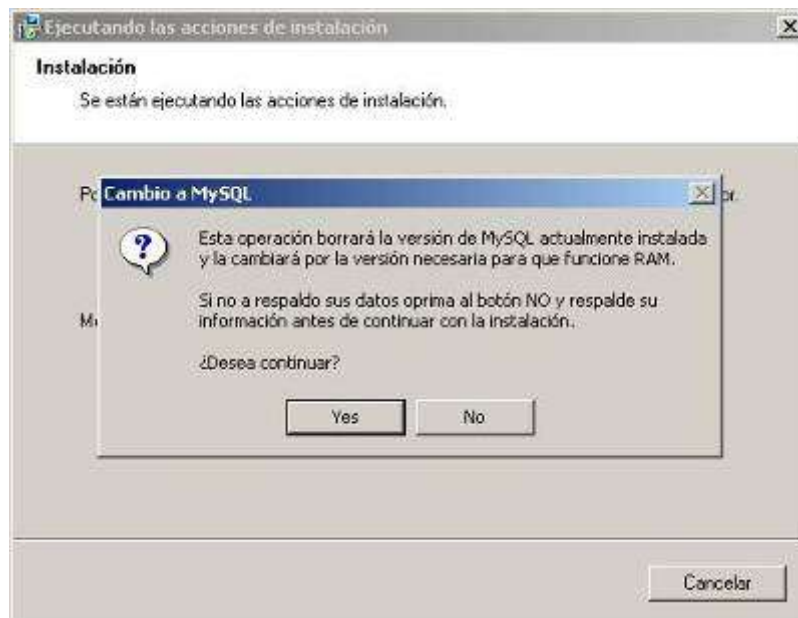 Ejecutando las acciones de instalación
Instalación
Se están ejecutando las acciones de instalación.
Cambio a MySQL
Esta operación borrará la versión de MySQL actualmente instalada
y la cambiará por la versión necesaria para que funcione RAM.
Si no a respaldo sus datos oprima al botón NO y respalde su
información antes de continuar con la instalación.
¿Desea continuar?
Yes
No
Cancelar